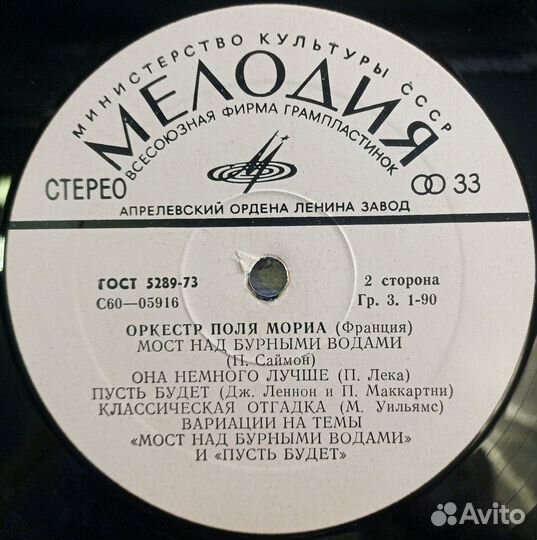 МИНИСТЕРСТВО КУЛЬТУРЫ СССР
МЕЛОДИЯ
ВСЕСОЮЗНАЯ ФИРМА ГРАМПЛАСТИНОК
СТЕРЕО
33
АПРЕЛЕВСКИЙ ОРДЕНА ЛЕНИНА ЗАВОД
ГОСТ 5289-73
2 сторона
С60—05916
Гр. 3. 1-90
ОРКЕСТР ПОЛЯ МОРИА (Франция)
МОСТ НАД БУРНЫМИ ВОДАМИ
(П. Саймон)
ОНА НЕМНОГО ЛУЧШЕ (П. Лека)
ПУСТЬ БУДЕТ (Дж. Леннон и П. Маккартни)
КЛАССИЧЕСКАЯ ОТГАДКА (М. Уильямс)
ВАРИАЦИИ НА ТЕМЫ
«МОСТ НАД БУРНЫМИ ВОДАМИ»
И «ПУСТЬ БУДЕТ»
Avito